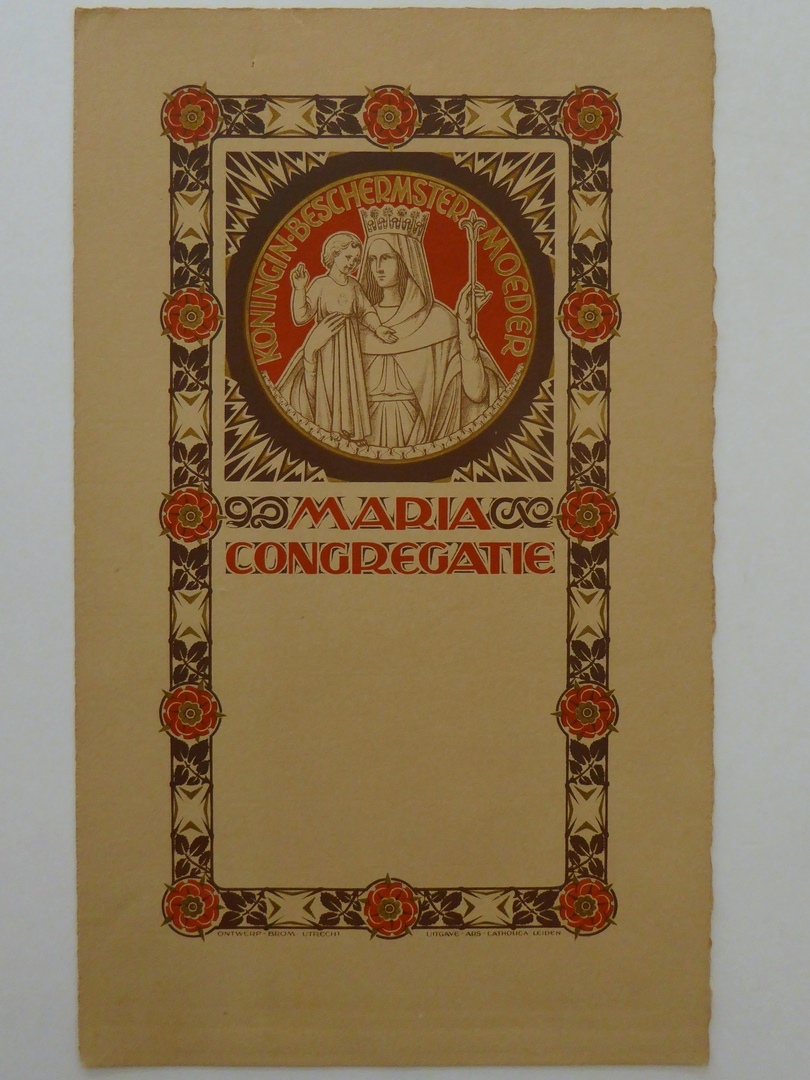 KONINGIN·BESCHERMSTER·MOEDER
MARIA
CONGREGATIE
ONTWERP-BROM-UTRECHT
UITGAVE-ARS-CATHOLICA-LEIDEN